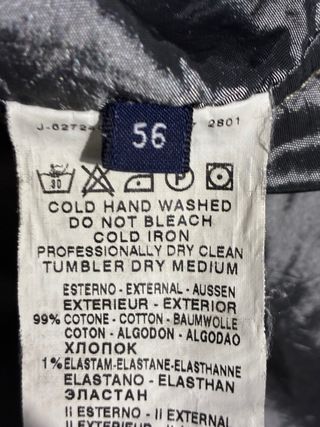 J-6272
56
2801
30 P
COLD HAND WASHED
DO NOT BLEACH
COLD IRON
PROFESSIONALLY DRY CLEAN
TUMBLER DRY MEDIUM
ESTERNO - EXTERNAL - AUSSEN
EXTERIEUR - EXTERIOR
99% COTONE - COTTON - BAUMWOLLE
COTON - ALGODON - ALGODAO
ХЛОПОК
1% ELASTAM-ELASTANE-ELASTHANNE
ELASTANO - ELASTHAN
ЭЛАСТАН
II ESTERNO - II EXTERNAL